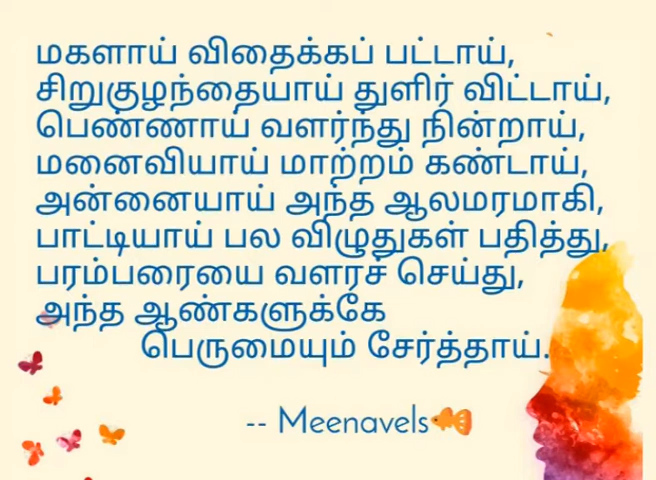 மகளாய் விதைக்கப் பட்டாய்,
சிறுகுழந்தையாய் துளிர் விட்டாய்,
பெண்ணாய் வளர்ந்து நின்றாய்,
மனைவியாய் மாற்றம் கண்டாய்,
அன்னையாய் அந்த ஆலமரமாகி,
பாட்டியாய் பல விழுதுகள் பதித்து,
பரம்பரையை வளரச் செய்து,
அந்த ஆண்களுக்கே
பெருமையும் சேர்த்தாய்.
-- Meenavels